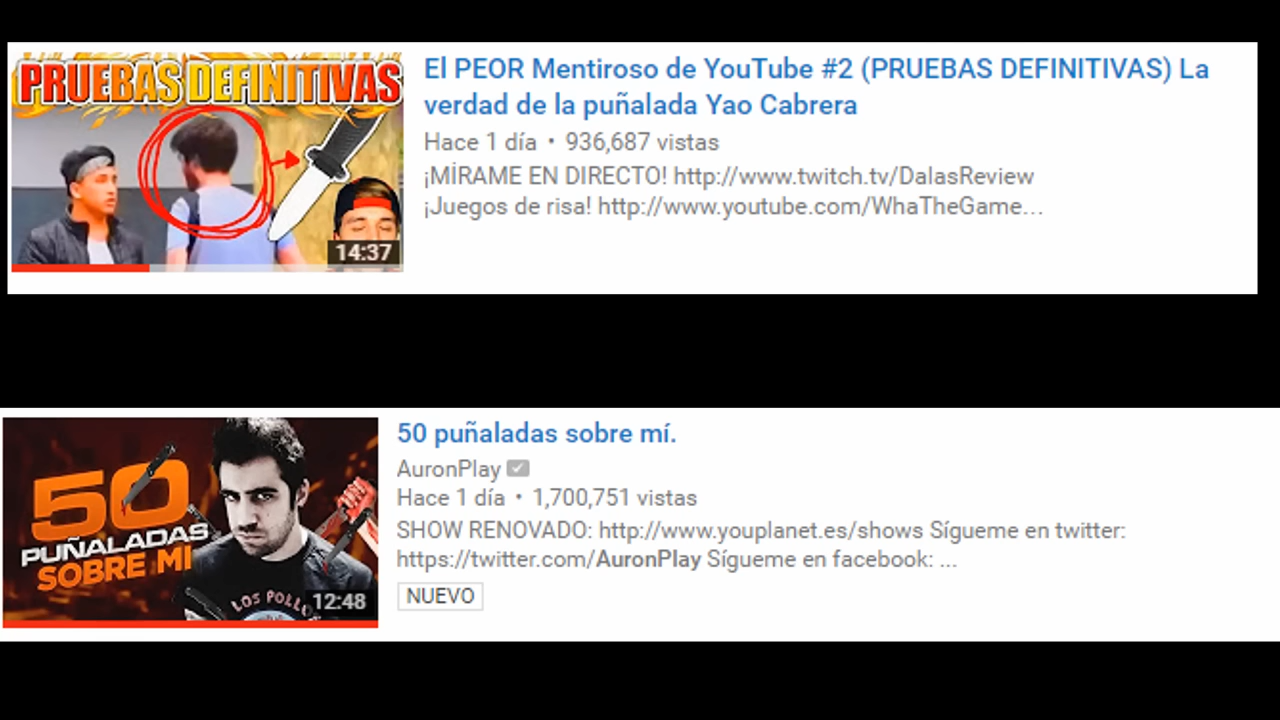 PRUEBAS DEFINITIVAS
14:37
El PEOR Mentiroso de YouTube #2 (PRUEBAS DEFINITIVAS) La
verdad de la puñalada Yao Cabrera
Hace 1 día • 936,687 vistas
¡MÍRAME EN DIRECTO! http://www.twitch.tv/DalasReview
¡Juegos de risa! http://www.youtube.com/WhaTheGame...
50
PUÑALADAS
SOBRE MI
LOS POLLO
12:48
50 puñaladas sobre mí.
AuronPlay
Hace 1 día • 1,700,751 vistas
SHOW RENOVADO: http://www.youplanet.es/shows Sígueme en twitter:
https://twitter.com/AuronPlay Sígueme en facebook: ...
NUEVO